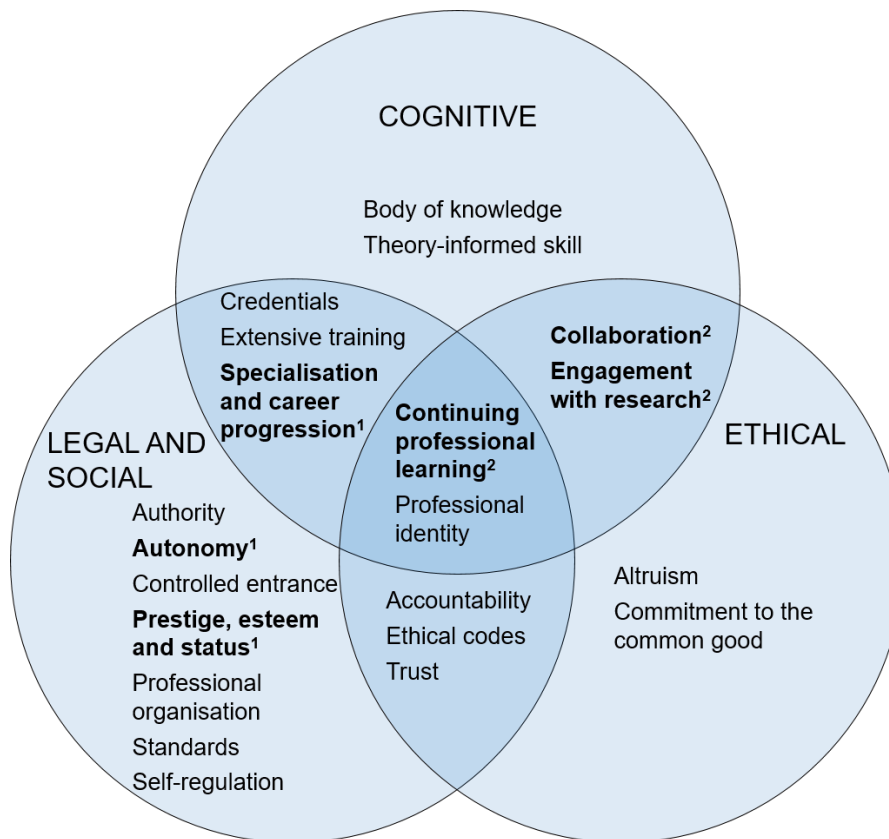 COGNITIVE
Body of knowledge
Theory-informed skill
Credentials
Extensive training
Specialisation
and career
progression¹
Collaboration²
Engagement
with research²
Continuing
professional
learning²
Professional
identity
LEGAL AND
SOCIAL
Authority
Autonomy¹
Controlled entrance
Prestige, esteem
and status¹
Professional
organisation
Standards
Self-regulation
ETHICAL
Altruism
Commitment to the
common good
Accountability
Ethical codes
Trust